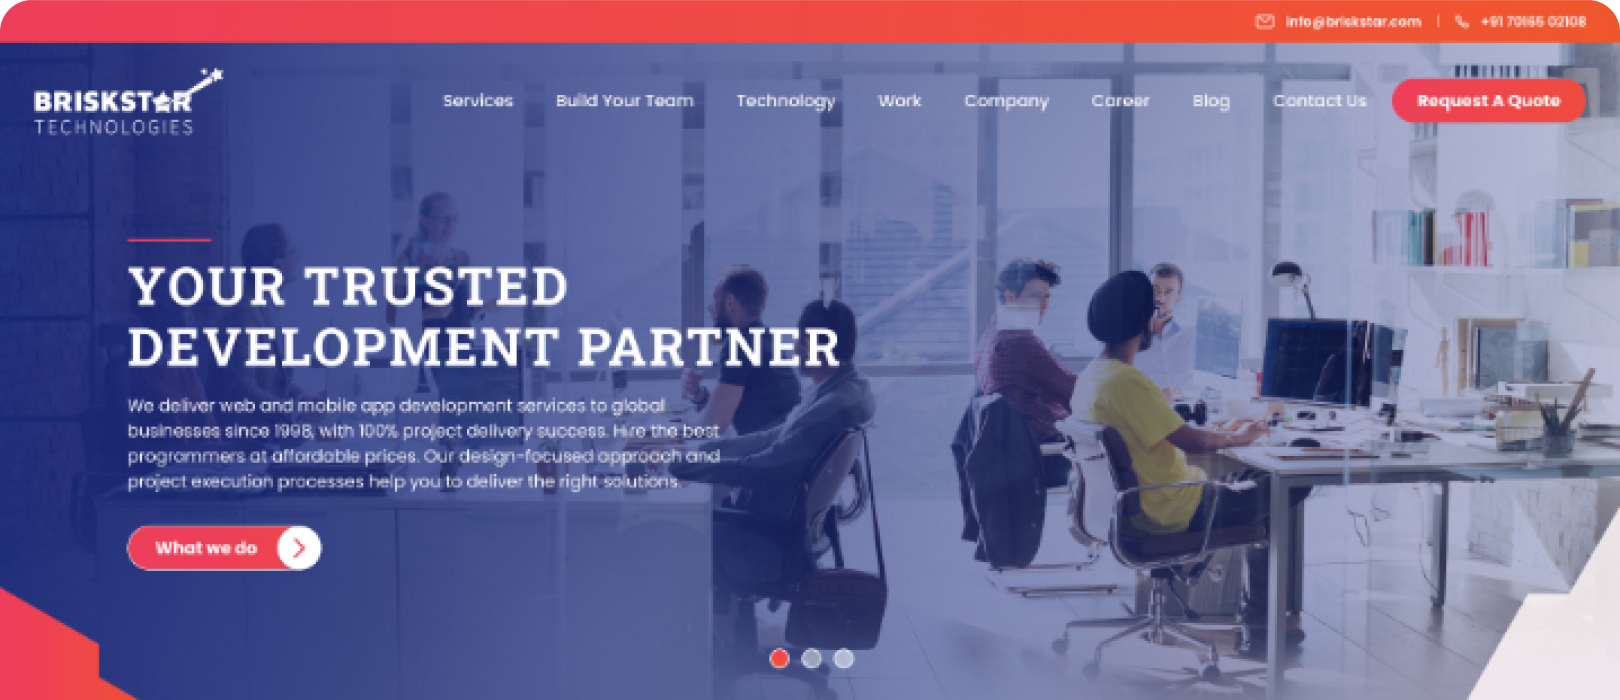 info@briskstar.com | +91 70165 02108
BRISKSTAR
TECHNOLOGIES
Services Build Your Team Technology Work Company Career Blog Contact Us Request A Quote
YOUR TRUSTED
DEVELOPMENT PARTNER
We deliver web and mobile app development services to global
businesses since 1998, with 100% project delivery success. Hire the best
programmers at affordable prices. Our design-focused approach and
project execution processes help you to deliver the right solutions.
What we do